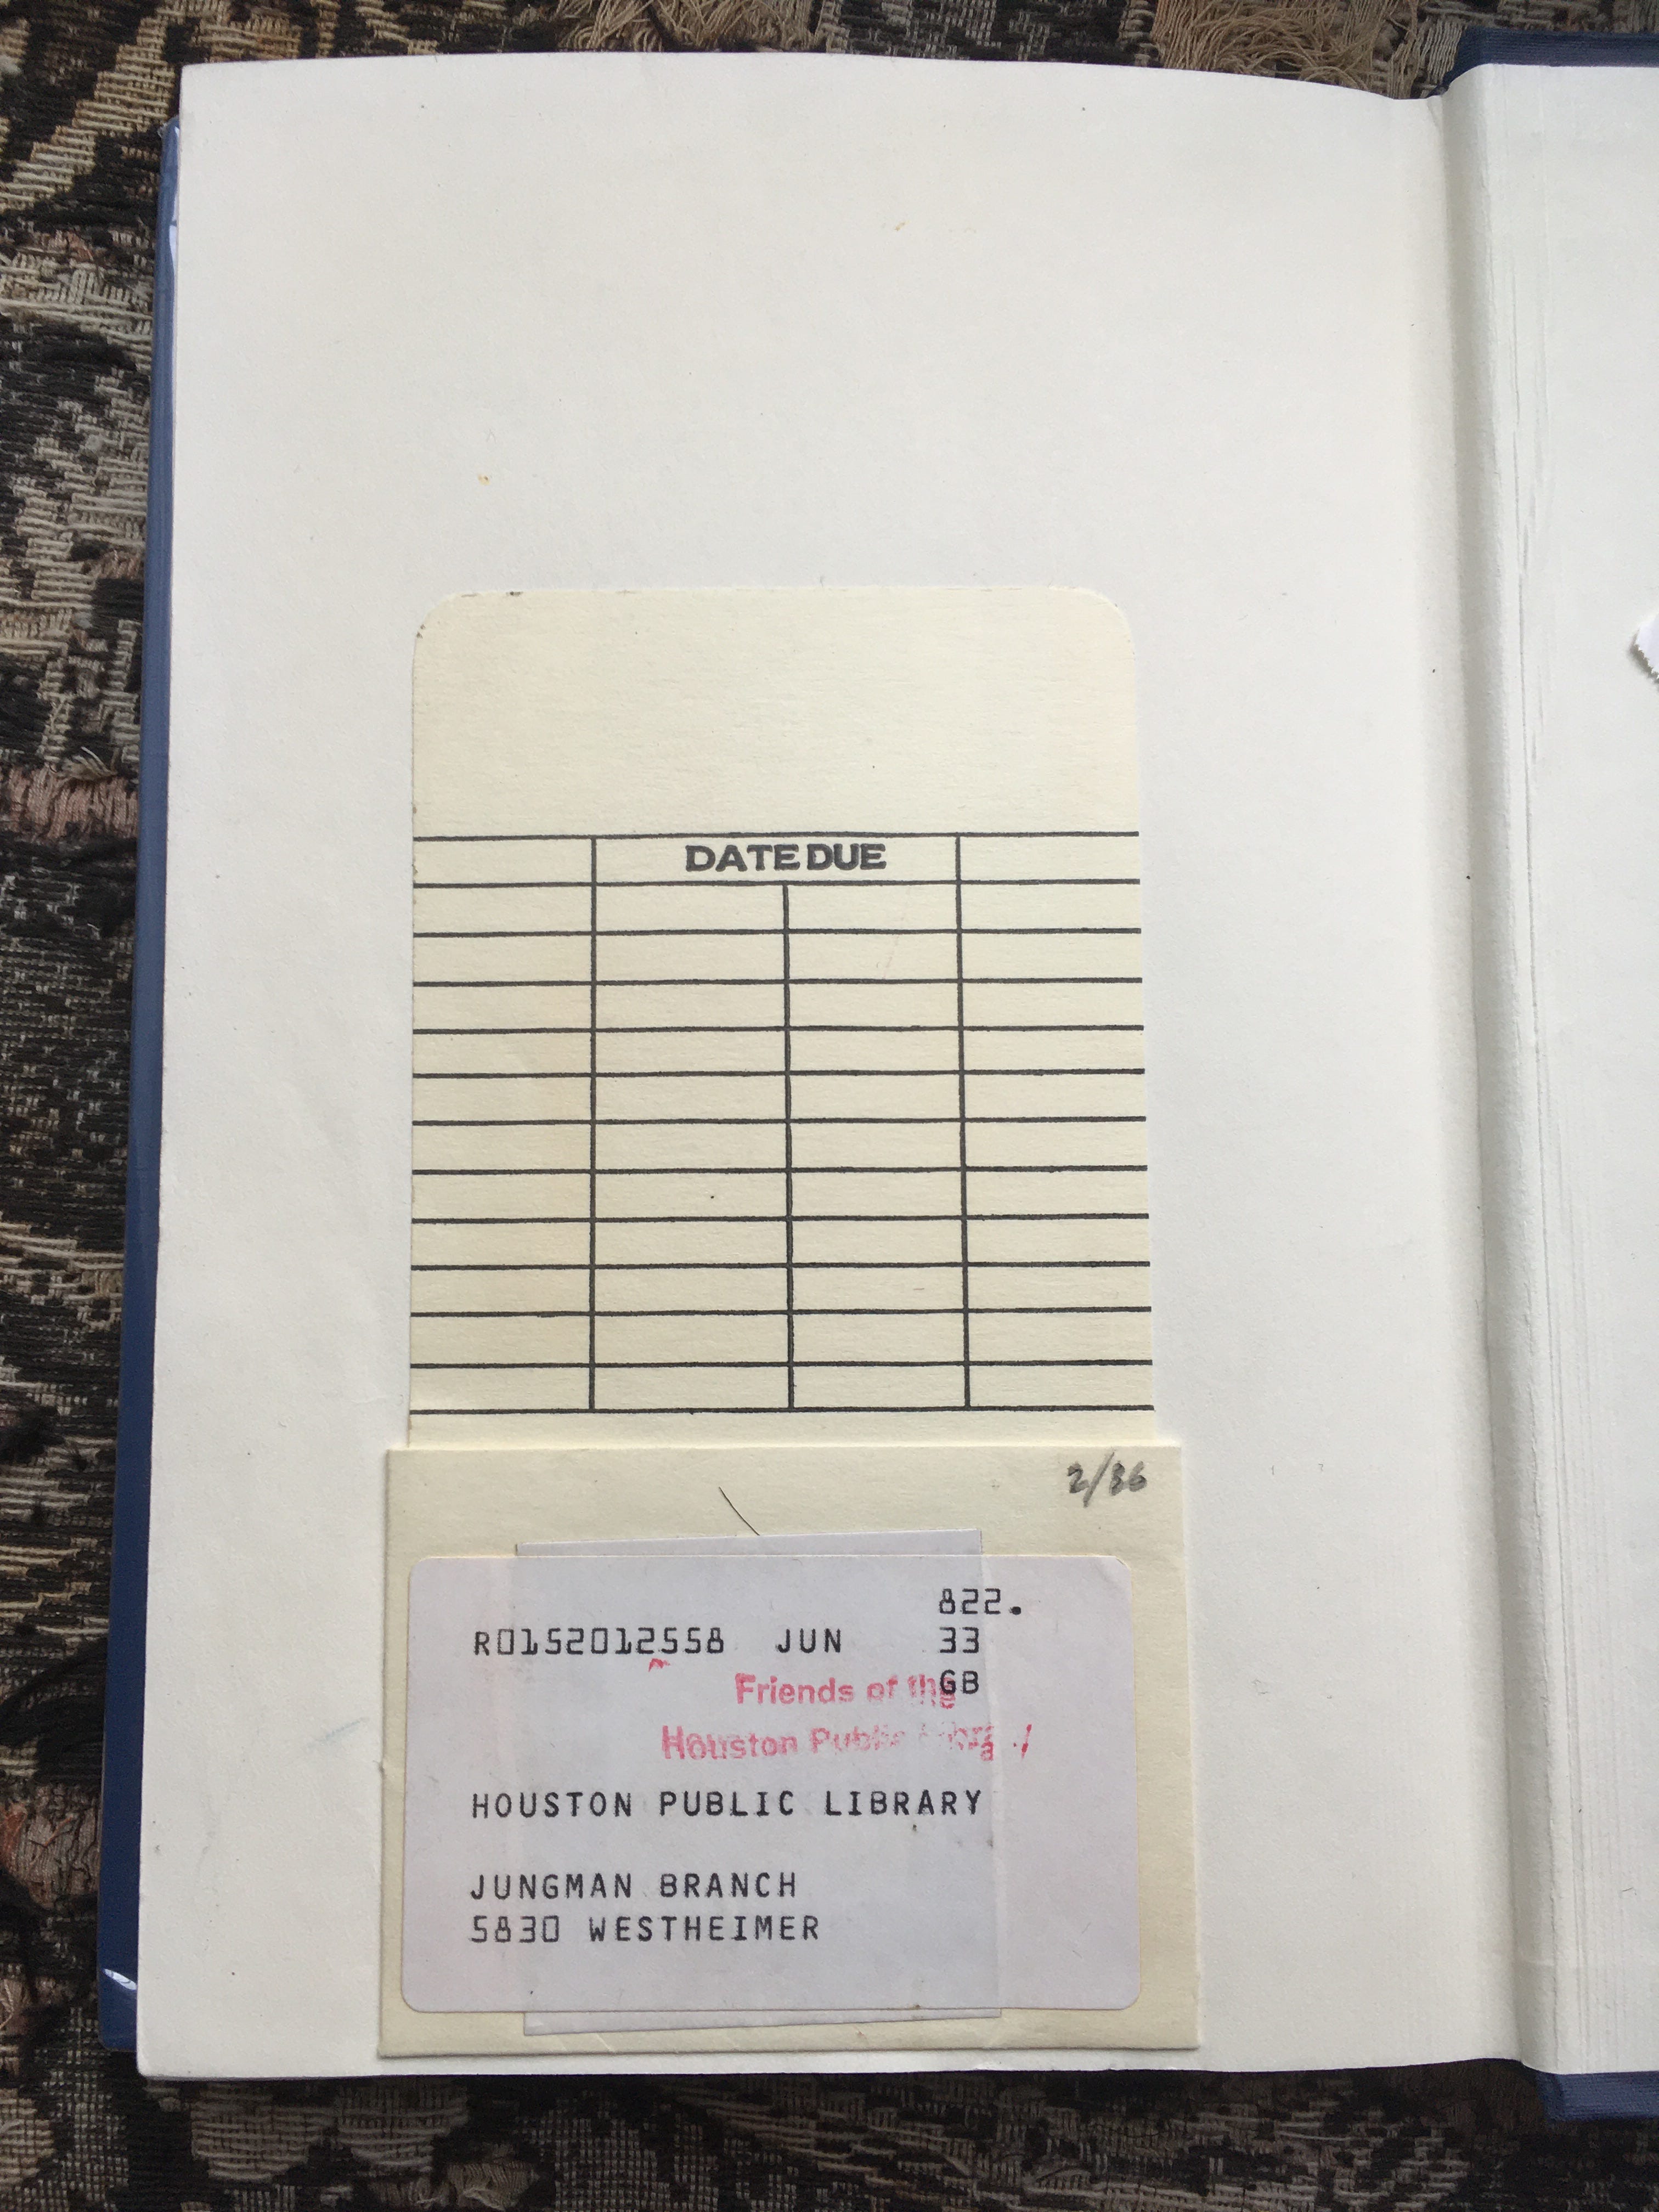 DATE DUE
2/86
822.
R0152012558 JUN 33
GB
Friends of the
Houston Public Library
HOUSTON PUBLIC LIBRARY
JUNGMAN BRANCH
5830 WESTHEIMER